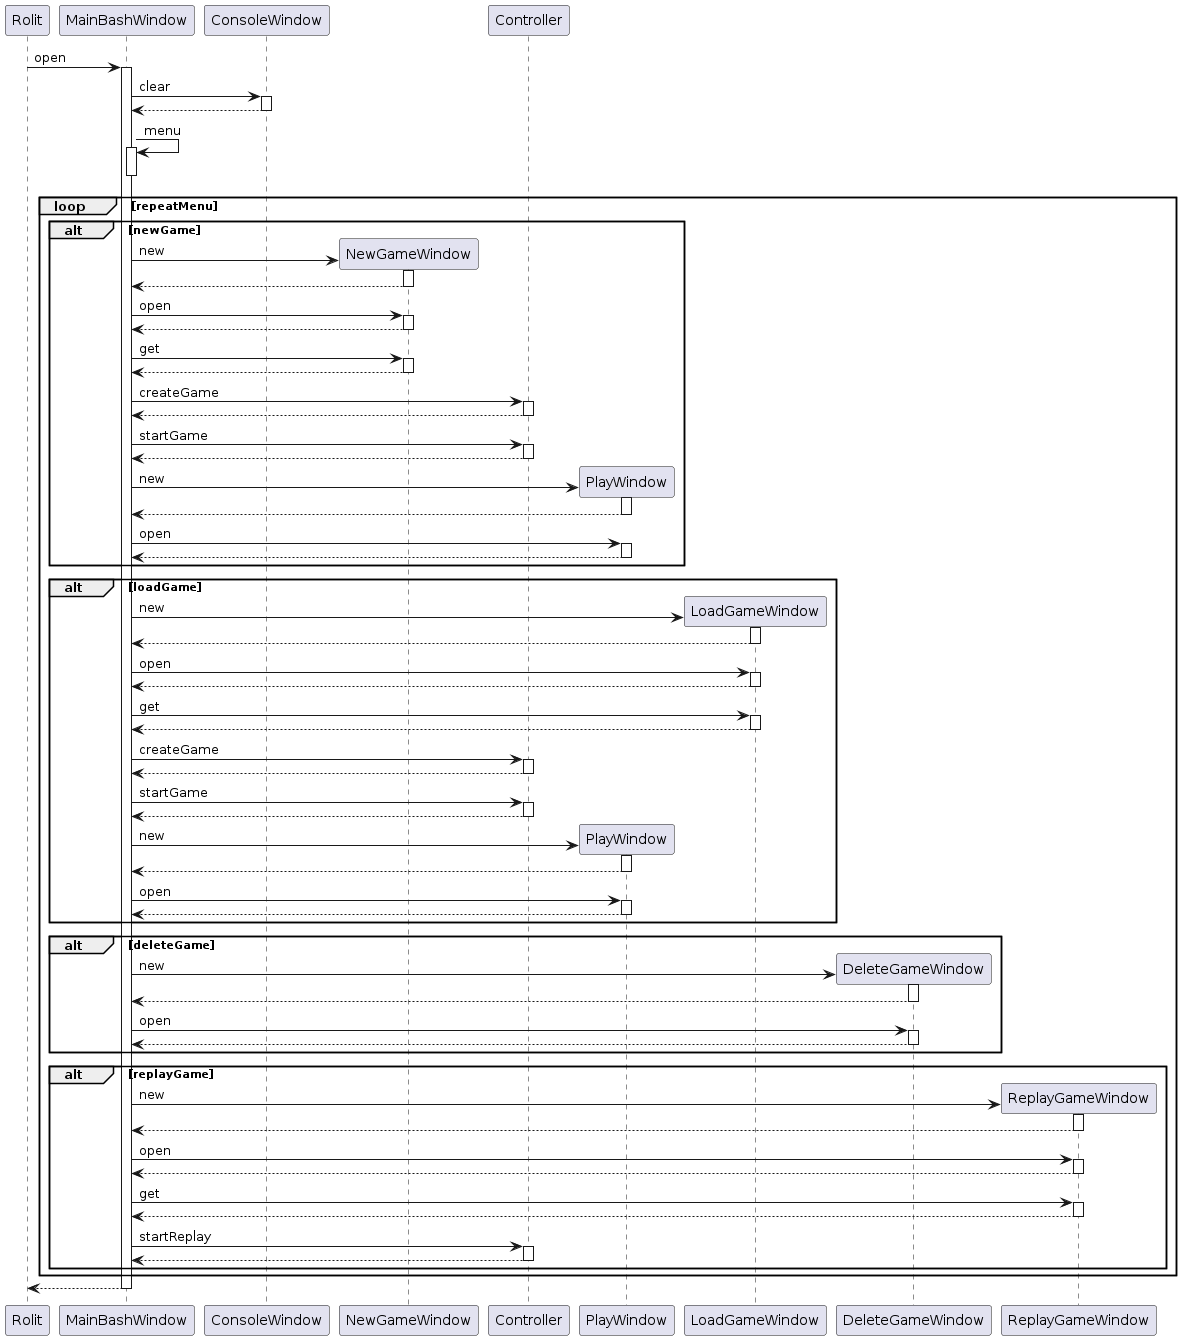 Rolit MainBashWindow ConsoleWindow Controller
open
clear
menu
loop [repeatMenu]
alt [newGame]
new NewGameWindow
open
get
createGame
startGame
new PlayWindow
open
alt [loadGame]
new LoadGameWindow
open
get
createGame
startGame
new PlayWindow
open
alt [deleteGame]
new DeleteGameWindow
open
alt [replayGame]
new ReplayGameWindow
open
get
startReplay
Rolit MainBashWindow ConsoleWindow NewGameWindow Controller PlayWindow LoadGameWindow DeleteGameWindow ReplayGameWindow